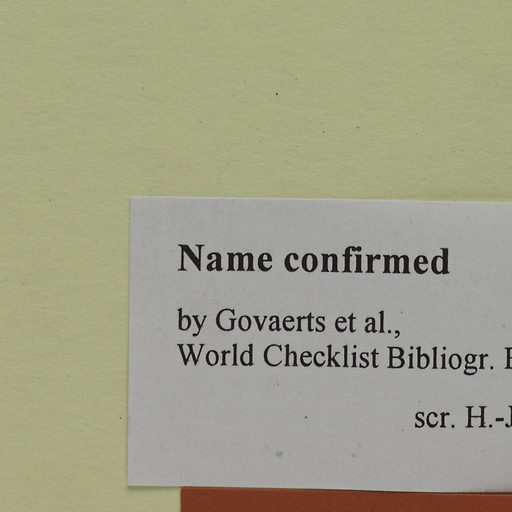 Name confirmed
by Govaerts et al.,
World Checklist Bibliogr.
scr. H.-J